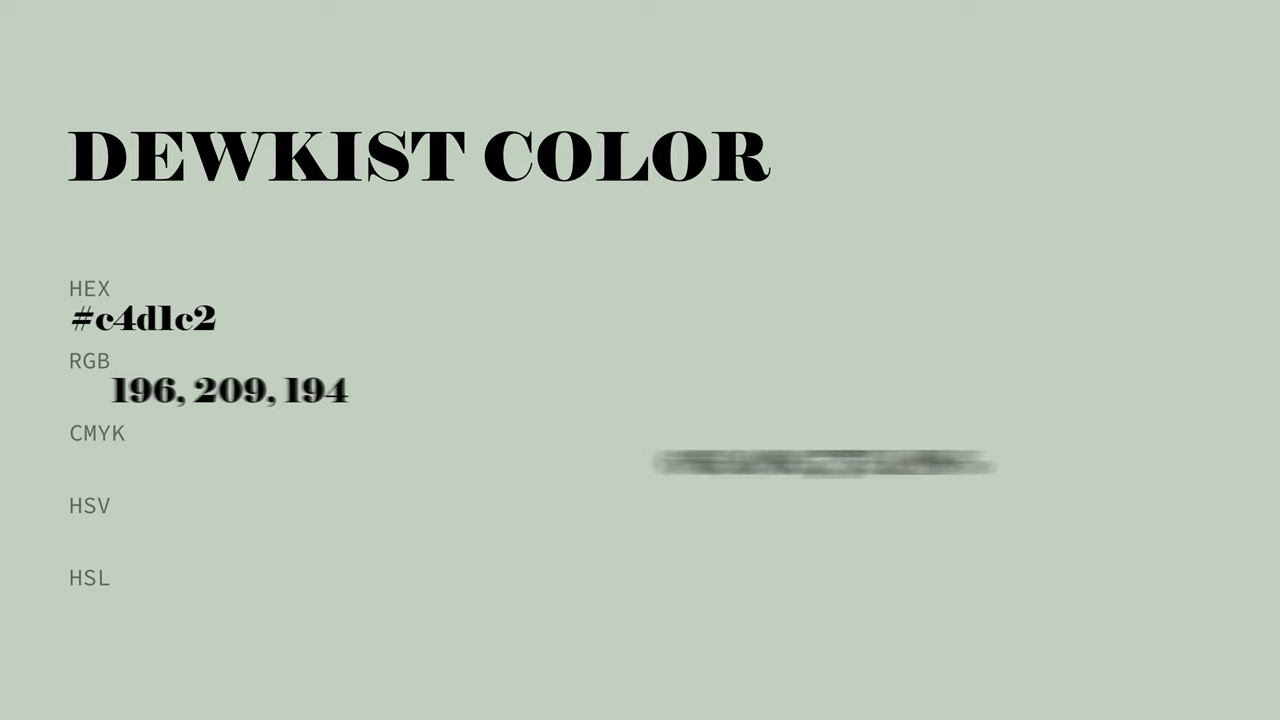 DEWKIST COLOR
HEX
#c4d1c2
RGB
196, 209, 194
CMYK
HSV
HSL